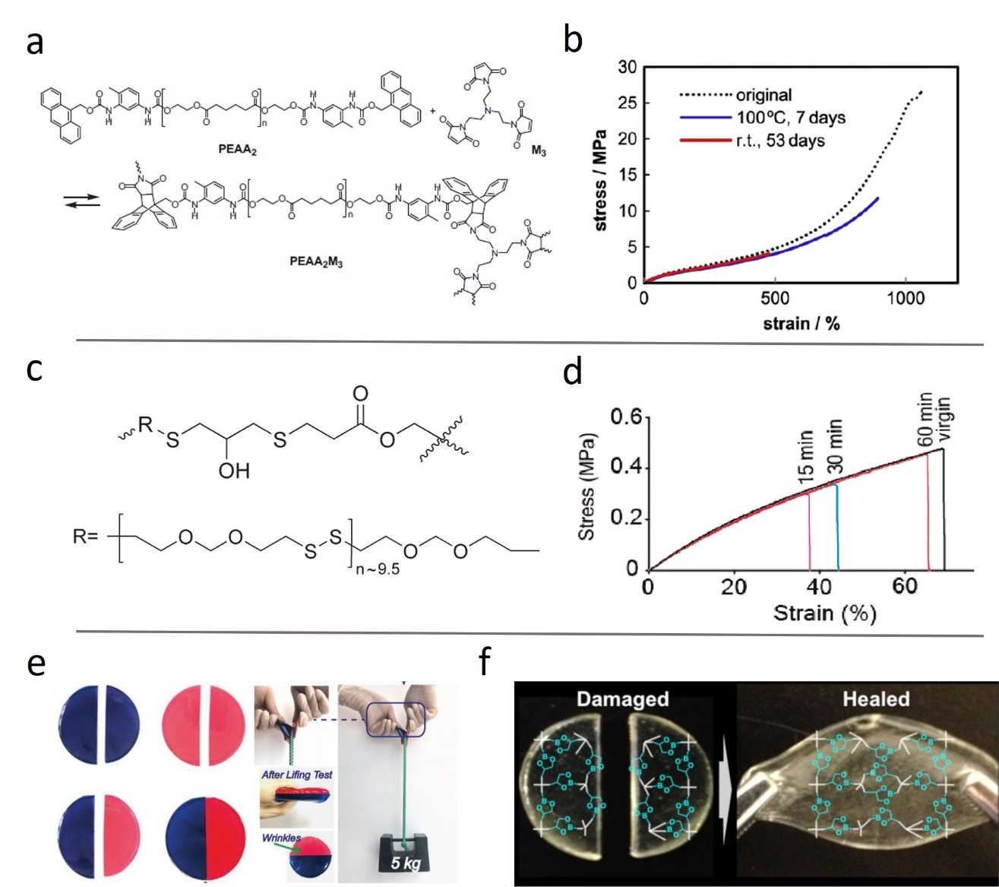 a
PEAA2
+
M3
PEAA2M3
b
stress / MPa
30
25
20
15
10
5
0
original
100ºC, 7 days
r.t., 53 days
0
500
1000
strain / %
c
R
S
S
O
O
OH
R=
O
O
S
S
n~9.5
O
O
d
Stress (MPa)
0.6
0.4
0.2
0
15 min
30 min
60 min
virgin
0
20
40
60
Strain (%)
e
After Lifing Test
Wrinkles
5 kg
f
Damaged
Healed